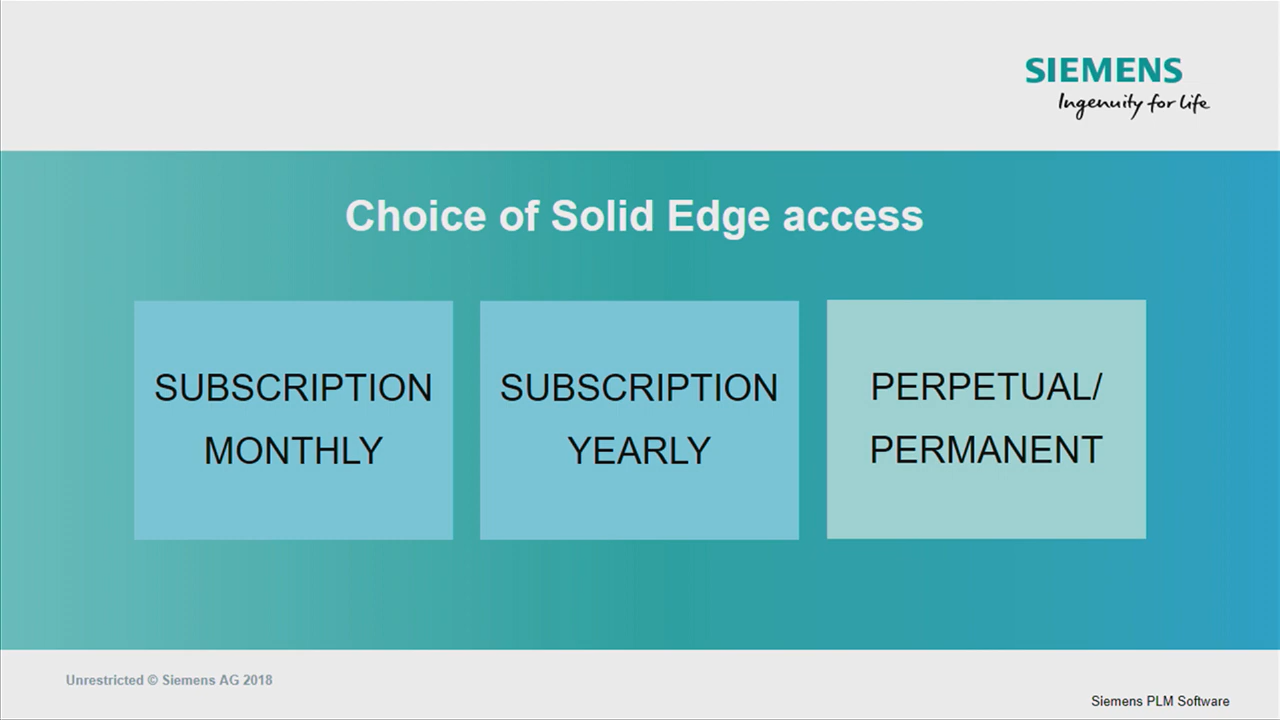 SIEMENS
Ingenuity for life
Choice of Solid Edge access
SUBSCRIPTION
MONTHLY
SUBSCRIPTION
YEARLY
PERPETUAL/
PERMANENT
Unrestricted © Siemens AG 2018
Siemens PLM Software